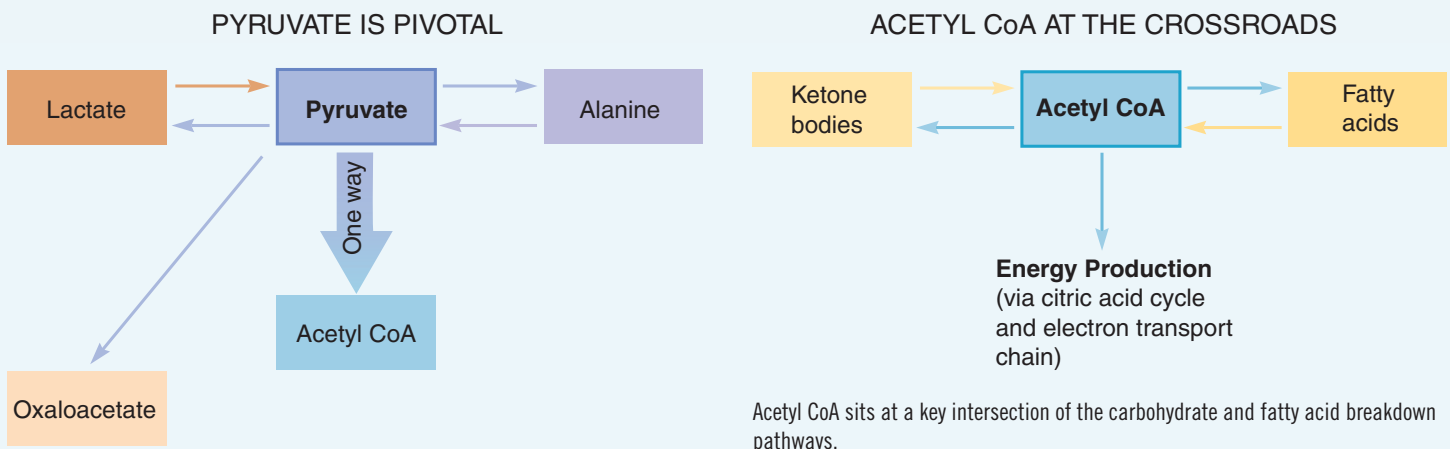 PYRUVATE IS PIVOTAL
Lactate
Pyruvate
Alanine
One way
Acetyl CoA
Oxaloacetate
ACETYL CoA AT THE CROSSROADS
Ketone
bodies
Acetyl CoA
Fatty
acids
Energy Production
(via citric acid cycle
and electron transport
chain)
Acetyl CoA sits at a key intersection of the carbohydrate and fatty acid breakdown
pathways.